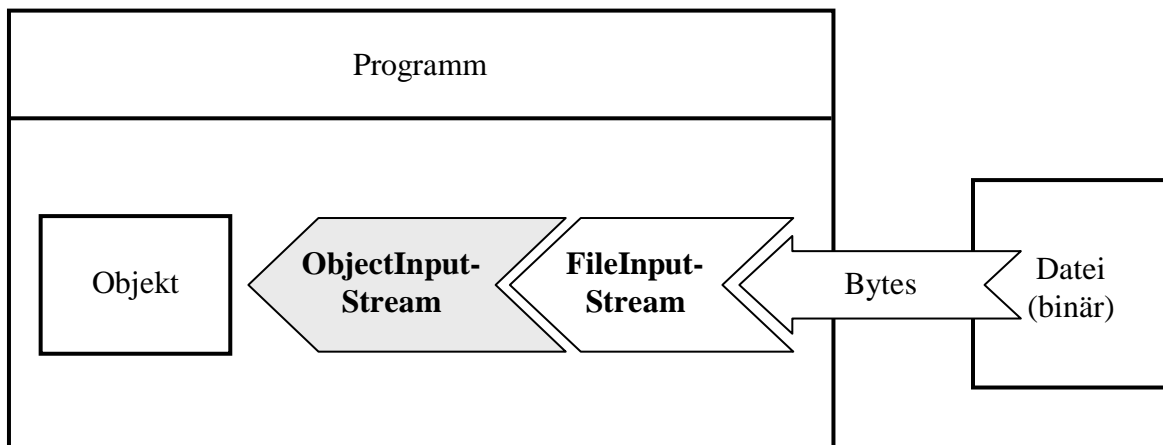 Programm
Objekt
ObjectInput-
Stream
FileInput-
Stream
Bytes
Datei
(binär)